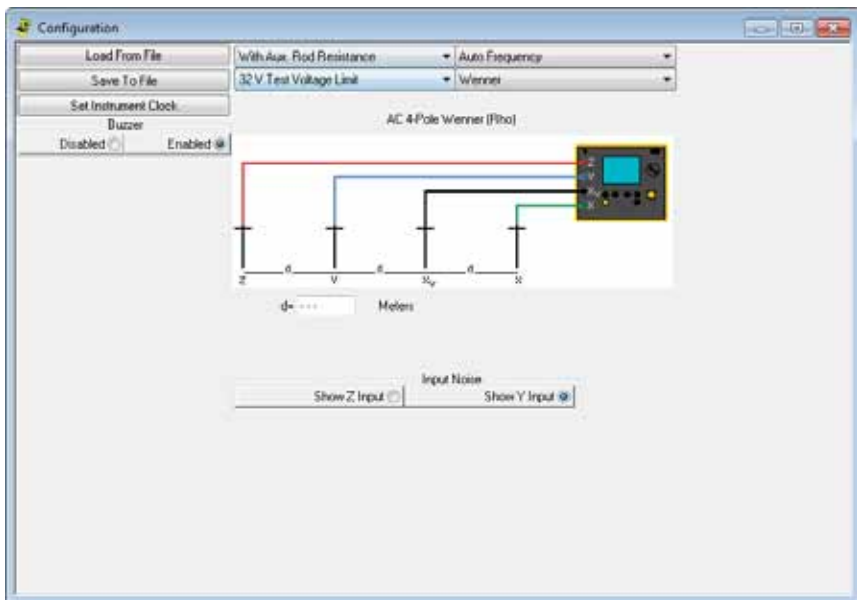 Configuration
Load From File
With Aux. Rod Resistance
Auto Frequency
Save To File
32 V Test Voltage Limit
Wenner
Set Instrument Clock
Buzzer
Disabled
Enabled
AC 4-Pole Wenner (Rho)
Z
V
Xv
X
d
d
d
Z
V
Xv
X
d= ---
Meters
Input Noise
Show Z Input
Show Y Input